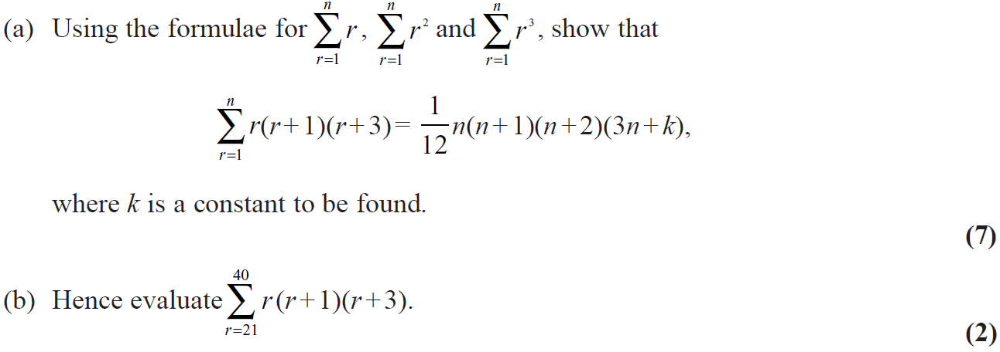 (a) Using the formulae for $\sum_{r=1}^{n} r$, $\sum_{r=1}^{n} r^2$ and $\sum_{r=1}^{n} r^3$, show that
$\sum_{r=1}^{n} r(r+1)(r+3) = \frac{1}{12}n(n+1)(n+2)(3n+k),$
where $k$ is a constant to be found.
(7)
(b) Hence evaluate $\sum_{r=21}^{40} r(r+1)(r+3)$.
(2)